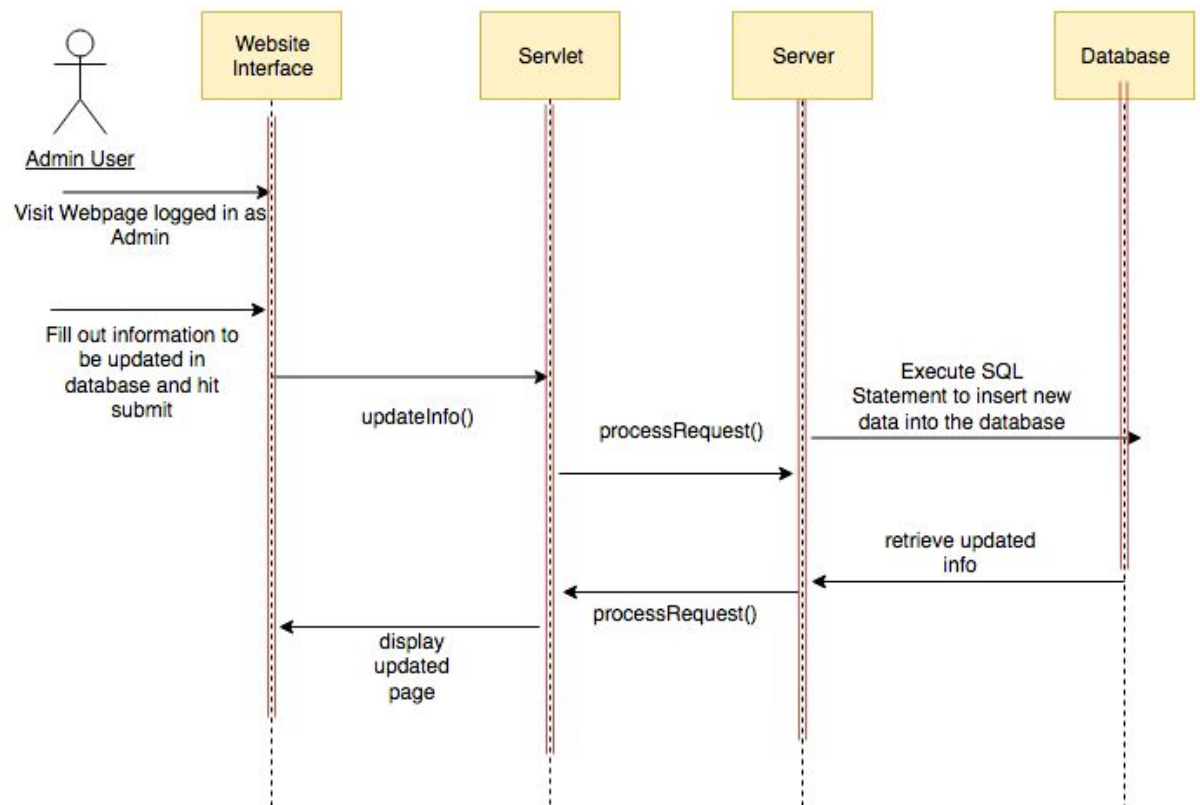 Website
Interface
Servlet
Server
Database
Admin User
Visit Webpage logged in as
Admin
Fill out information to
be updated in
database and hit
submit
updateInfo()
processRequest()
Execute SQL
Statement to insert new
data into the database
retrieve updated
info
processRequest()
display
updated
page